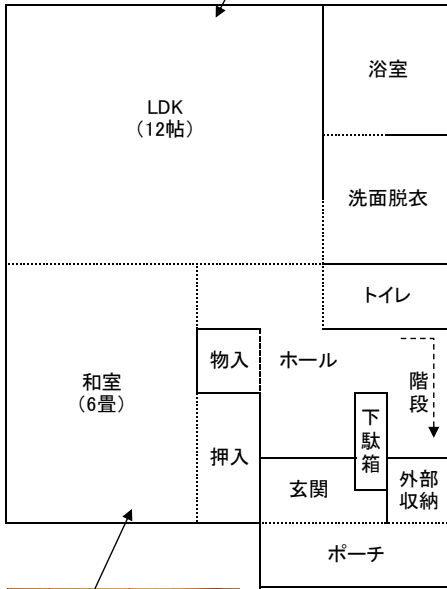 LDK
（12帖）
浴室
洗面脱衣
トイレ
物入
ホール
和室
（6畳）
階段
下駄箱
押入
玄関
外部
収納
ポーチ